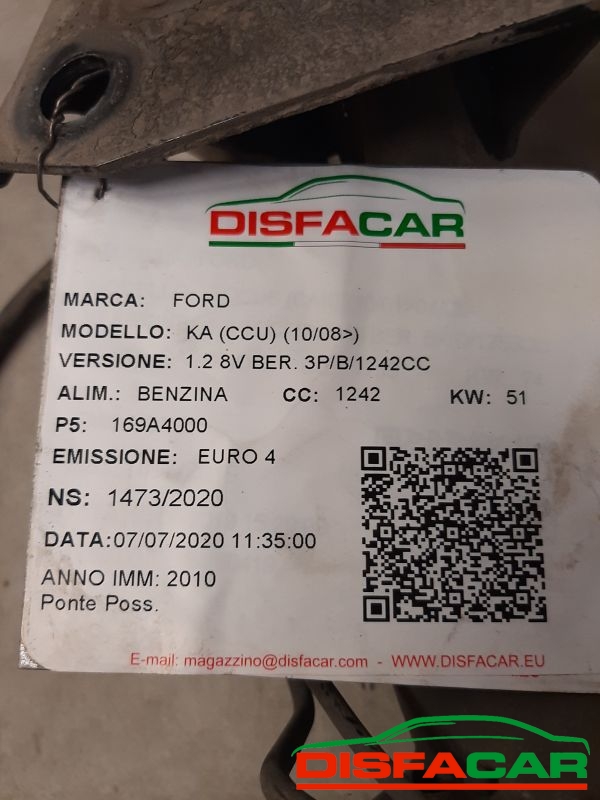 DISFACAR
MARCA: FORD
MODELLO: KA (CCU) (10/08>)
VERSIONE: 1.2 8V BER. 3P/B/1242CC
ALIM.: BENZINA CC: 1242 KW: 51
P5: 169A4000
EMISSIONE: EURO 4
NS: 1473/2020
DATA:07/07/2020 11:35:00
ANNO IMM: 2010
Ponte Poss.
E-mail: magazzino@disfacar.com - WWW.DISFACAR.EU
DISFACAR